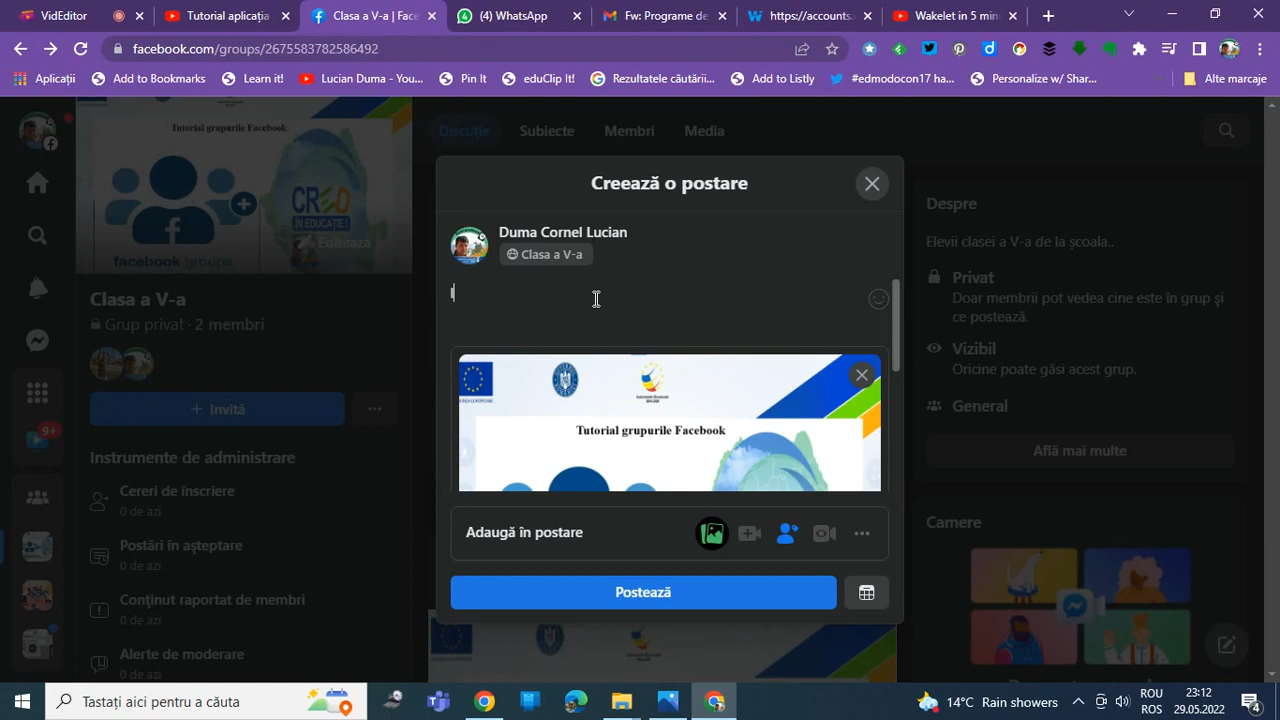 VidEditor
Tutorial aplicația
Clasa a V-a | Face
(4) WhatsApp
Fw: Programe de
https://accounts.
Wakelet in 5 min
facebook.com/groups/2675583782586492
Aplicații
Add to Bookmarks
Learn it!
Lucian Duma - You...
Pin It
eduClip It!
Rezultatele căutării...
Add to Listly
#edmodocon17 ha...
Personalize w/ Shar...
Alte marcaje
Tutorial grupurile Facebook
CRED
ÎN EDUCAȚIE!
facebook groups
Editează
Clasa a V-a
Grup privat · 2 membri
+ Invită
Instrumente de administrare
Cereri de înscriere
0 de azi
Postări în așteptare
0 de azi
Conținut raportat de membri
0 de azi
Alerte de moderare
0 de azi
9+
Discuție
Subiecte
Membri
Media
Creează o postare
Duma Cornel Lucian
Clasa a V-a
Tutorial grupurile Facebook
Adaugă în postare
Postează
Despre
Elevii clasei a V-a de la școala..
Privat
Doar membrii pot vedea cine este în grup și
ce postează.
Vizibil
Oricine poate găsi acest grup.
General
Află mai multe
Camere
Tastați aici pentru a căuta
14°C Rain showers
ROU
ROS
23:12
29.05.2022
4